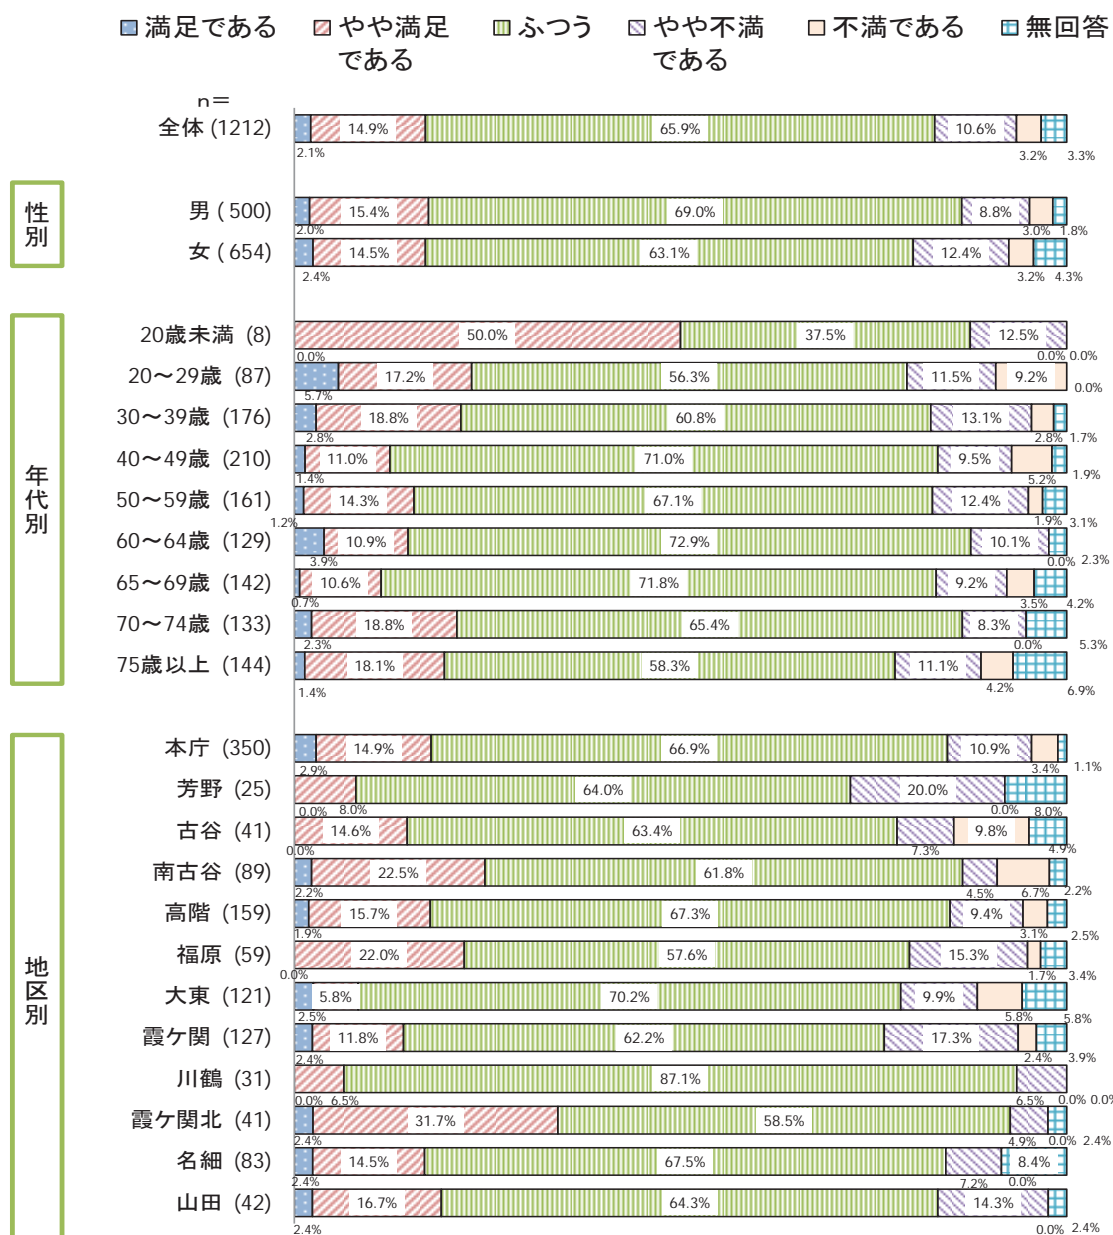 満足である やや満足である ふつう やや不満である 不満である 無回答
n＝
全体 (1212) 2.1% 14.9% 65.9% 10.6% 3.2% 3.3%
性別
男 ( 500) 2.0% 15.4% 69.0% 8.8% 3.0% 1.8%
女 ( 654) 2.4% 14.5% 63.1% 12.4% 3.2% 4.3%
年代別
20歳未満 (8) 0.0% 50.0% 37.5% 12.5% 0.0% 0.0%
20～29歳 (87) 5.7% 17.2% 56.3% 11.5% 9.2% 0.0%
30～39歳 (176) 2.8% 18.8% 60.8% 13.1% 2.8% 1.7%
40～49歳 (210) 1.4% 11.0% 71.0% 9.5% 5.2% 1.9%
50～59歳 (161) 1.2% 14.3% 67.1% 12.4% 1.9% 3.1%
60～64歳 (129) 3.9% 10.9% 72.9% 10.1% 0.0% 2.3%
65～69歳 (142) 0.7% 10.6% 71.8% 9.2% 3.5% 4.2%
70～74歳 (133) 2.3% 18.8% 65.4% 8.3% 0.0% 5.3%
75歳以上 (144) 1.4% 18.1% 58.3% 11.1% 4.2% 6.9%
地区別
本庁 (350) 2.9% 14.9% 66.9% 10.9% 3.4% 1.1%
芳野 (25) 0.0% 8.0% 64.0% 20.0% 0.0% 8.0%
古谷 (41) 0.0% 14.6% 63.4% 7.3% 9.8% 4.9%
南古谷 (89) 2.2% 22.5% 61.8% 4.5% 6.7% 2.2%
高階 (159) 1.9% 15.7% 67.3% 9.4% 3.1% 2.5%
福原 (59) 0.0% 22.0% 57.6% 15.3% 1.7% 3.4%
大東 (121) 2.5% 5.8% 70.2% 9.9% 5.8% 5.8%
霞ケ関 (127) 2.4% 11.8% 62.2% 17.3% 2.4% 3.9%
川鶴 (31) 0.0% 6.5% 87.1% 6.5% 0.0% 0.0%
霞ケ関北 (41) 2.4% 31.7% 58.5% 4.9% 0.0% 2.4%
名細 (83) 2.4% 14.5% 67.5% 7.2% 0.0% 8.4%
山田 (42) 2.4% 16.7% 64.3% 14.3% 0.0% 2.4%